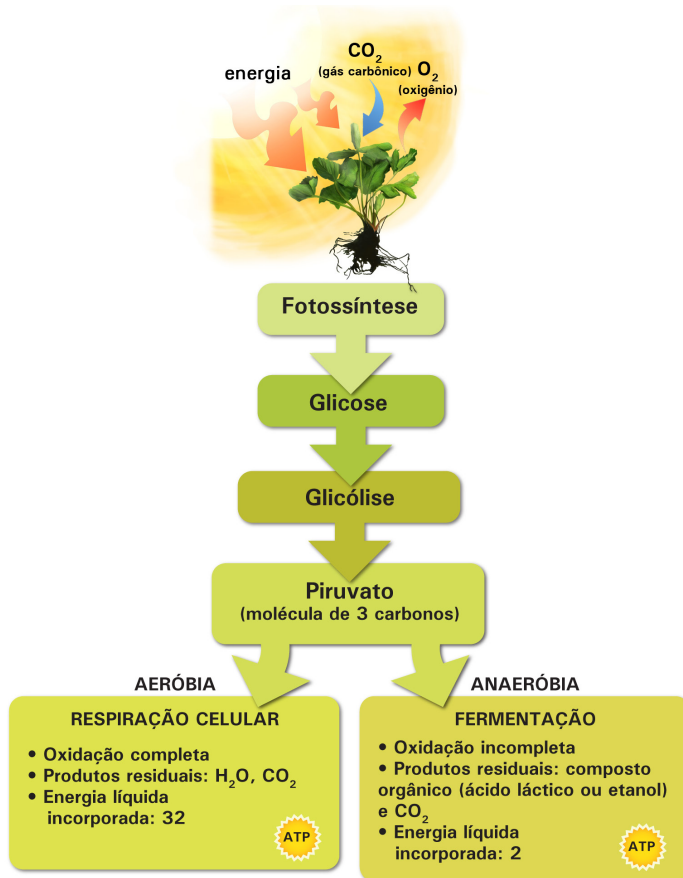 energia
CO₂
(gás carbônico)
O₂
(oxigênio)
Fotossíntese
Glicose
Glicólise
Piruvato
(molécula de 3 carbonos)
AERÓBIA
RESPIRAÇÃO CELULAR
• Oxidação completa
• Produtos residuais: H₂O, CO₂
• Energia líquida
incorporada: 32
ATP
ANAERÓBIA
FERMENTAÇÃO
• Oxidação incompleta
• Produtos residuais: composto
orgânico (ácido láctico ou etanol)
e CO₂
• Energia líquida
incorporada: 2
ATP